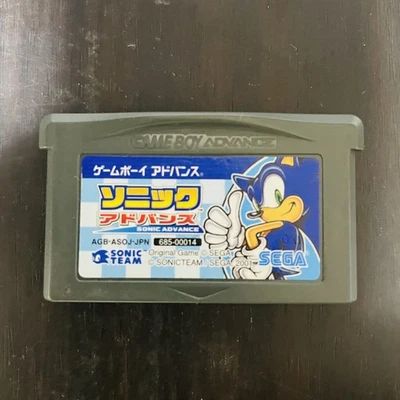 GAME BOY ADVANCE
ゲームボーイ アドバンス
ソニック
アドバンス
SONIC ADVANCE
AGB-ASOJ-JPN 685-00014
SONIC TEAM
Original Game © SEGA
© SONICTEAM / SEGA, 2001
SEGA